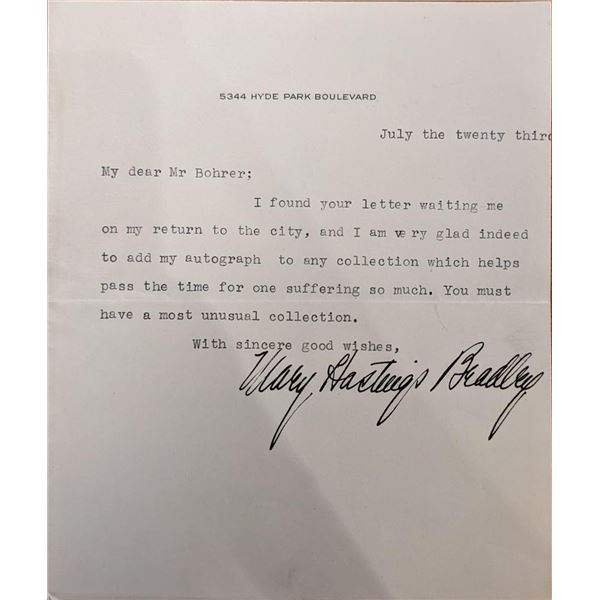 5344 HYDE PARK BOULEVARD
July the twenty third
My dear Mr Bohrer;
I found your letter waiting me
on my return to the city, and I am very glad indeed
to add my autograph to any collection which helps
pass the time for one suffering so much. You must
have a most unusual collection.
With sincere good wishes,
Mary Hastings Bradley